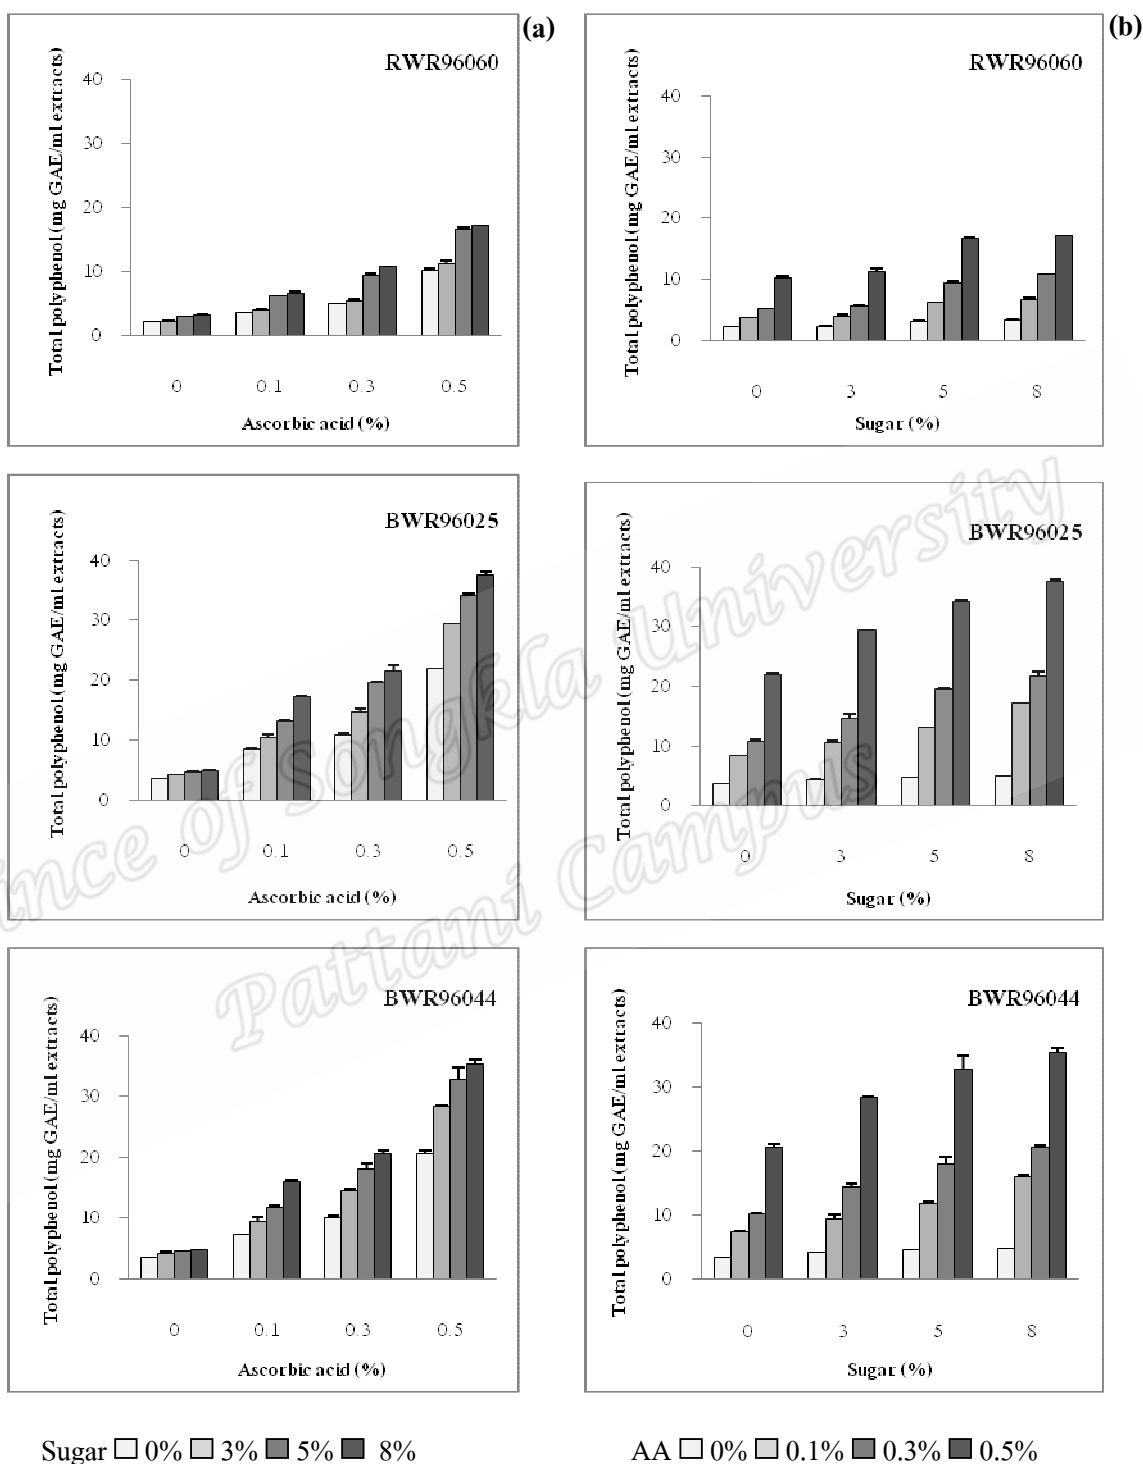 (a)
RWR96060
Total polyphenol (mg GAE/ml extracts)
40
30
20
10
0
0 0.1 0.3 0.5
Ascorbic acid (%)
(b)
RWR96060
Total polyphenol (mg GAE/ml extracts)
40
30
20
10
0
0 3 5 8
Sugar (%)
BWR96025
Total polyphenol (mg GAE/ml extracts)
40
30
20
10
0
0 0.1 0.3 0.5
Ascorbic acid (%)
BWR96025
Total polyphenol (mg GAE/ml extracts)
40
30
20
10
0
0 3 5 8
Sugar (%)
BWR96044
Total polyphenol (mg GAE/ml extracts)
40
30
20
10
0
0 0.1 0.3 0.5
Ascorbic acid (%)
BWR96044
Total polyphenol (mg GAE/ml extracts)
40
30
20
10
0
0 3 5 8
Sugar (%)
Sugar 0% 3% 5% 8%
AA 0% 0.1% 0.3% 0.5%
ince of Songkla University
Pattani Campus